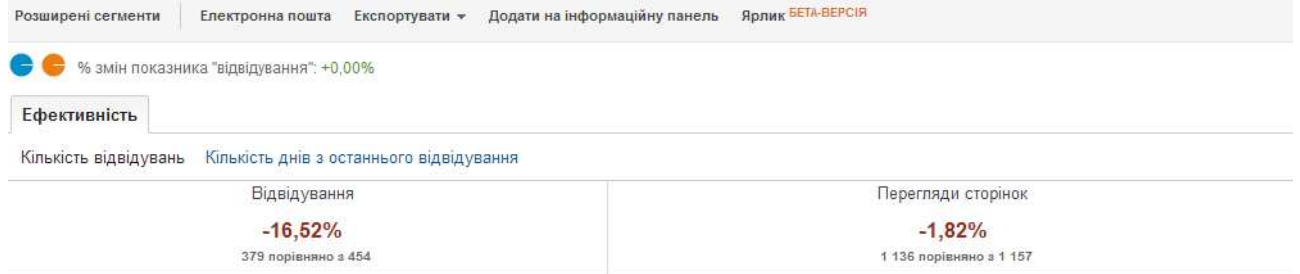 Розширені сегменти Електронна пошта Експортувати Додати на інформаційну панель Ярлик БЕТА-ВЕРСІЯ
% змін показника "відвідування": +0,00%
Ефективність
Кількість відвідувань Кількість днів з останнього відвідування
Відвідування Перегляди сторінок
-16,52% -1,82%
379 порівняно з 454 1 136 порівняно з 1 157